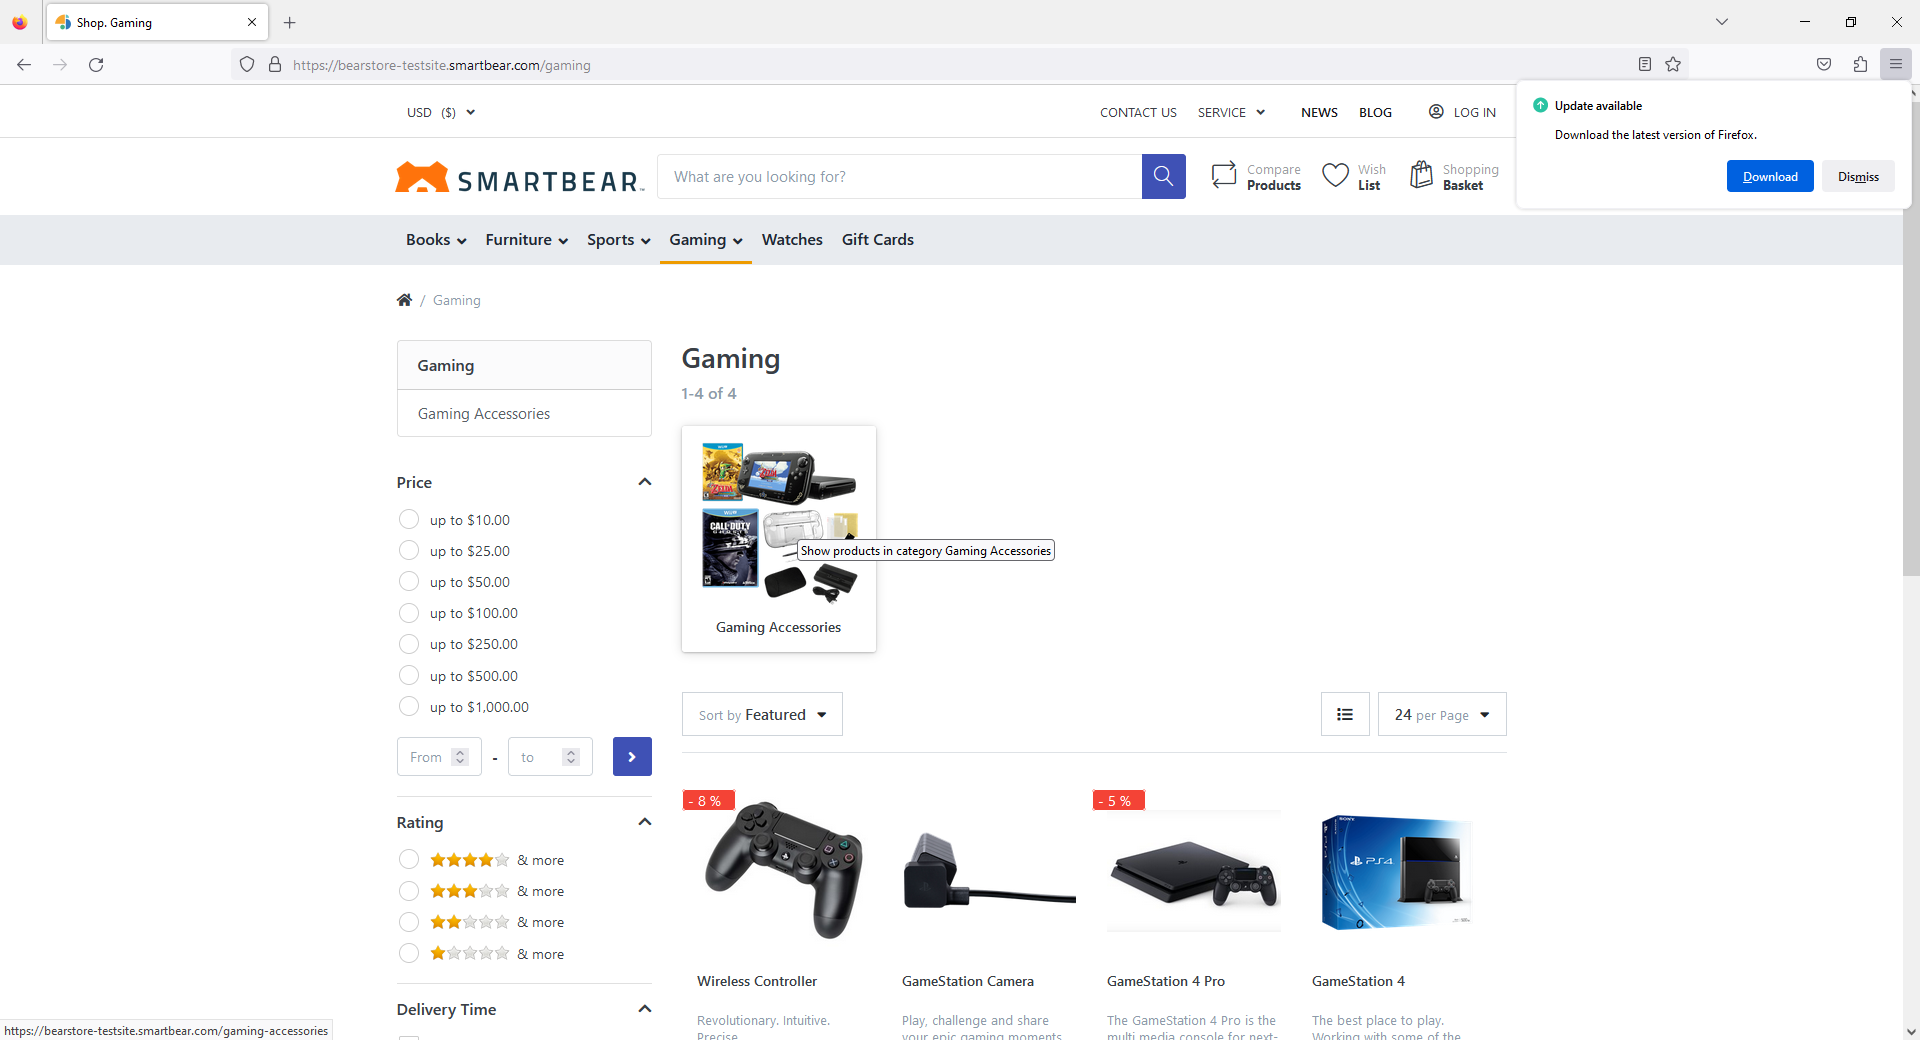 Shop. Gaming
https://bearstore-testsite.smartbear.com/gaming
Update available
Download the latest version of Firefox.
Download
Dismiss
USD ($)
CONTACT US
SERVICE
NEWS
BLOG
LOG IN
SMARTBEAR
What are you looking for?
Compare
Products
Wish
List
Shopping
Basket
Books
Furniture
Sports
Gaming
Watches
Gift Cards
/ Gaming
Gaming
Gaming Accessories
Price
up to $10.00
up to $25.00
up to $50.00
up to $100.00
up to $250.00
up to $500.00
up to $1,000.00
From
-
to
Rating
& more
& more
& more
& more
Delivery Time
Gaming
1-4 of 4
CALL OF DUTY
Show products in category Gaming Accessories
Gaming Accessories
Sort by Featured
24 per Page
- 8 %
- 5 %
SONY
PS4
Wireless Controller
GameStation Camera
GameStation 4 Pro
GameStation 4
Revolutionary. Intuitive.
Precise
Play, challenge and share
your epic gaming moments
The GameStation 4 Pro is the
multi media console for next-
The best place to play.
Working with some of the
https://bearstore-testsite.smartbear.com/gaming-accessories